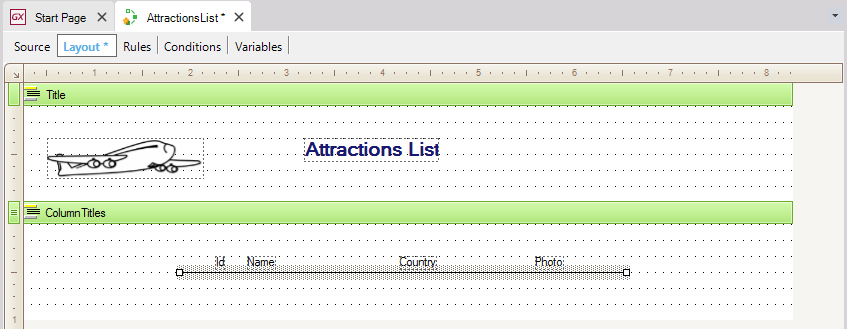 GX Start Page AttractionsList *
Source Layout * Rules Conditions Variables
1 2 3 4 5 6 7 8
Title
Attractions List
ColumnTitles
Id Name: Country: Photo:
1